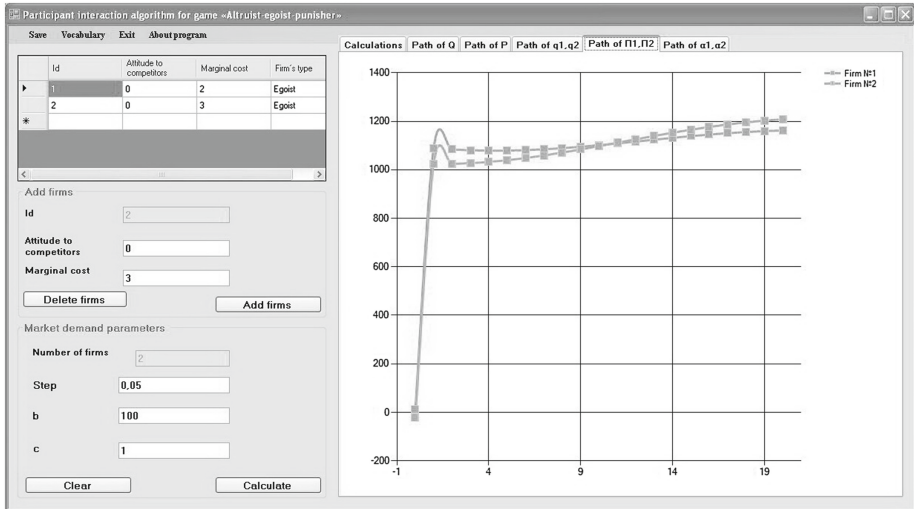 Participant interaction algorithm for game «Altruist-egoist-punisher»
Save Vocabulary Exit About program
Id Attitude to competitors Marginal cost Firm's type
1 0 2 Egoist
2 0 3 Egoist
Add firms
Id 2
Attitude to competitors 0
Marginal cost 3
Delete firms Add firms
Market demand parameters
Number of firms 2
Step 0,05
b 100
c 1
Clear Calculate
Calculations Path of Q Path of P Path of q1,q2 Path of П1,П2 Path of α1,α2
1400
1200
1000
800
600
400
200
0
-200
-1 4 9 14 19
Firm №1
Firm №2